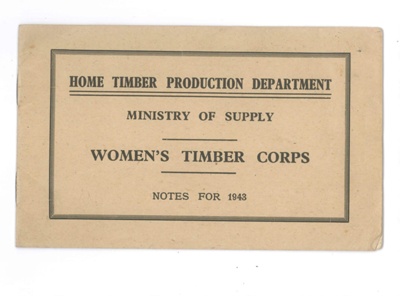 HOME TIMBER PRODUCTION DEPARTMENT
MINISTRY OF SUPPLY
WOMEN'S TIMBER CORPS
NOTES FOR 1943